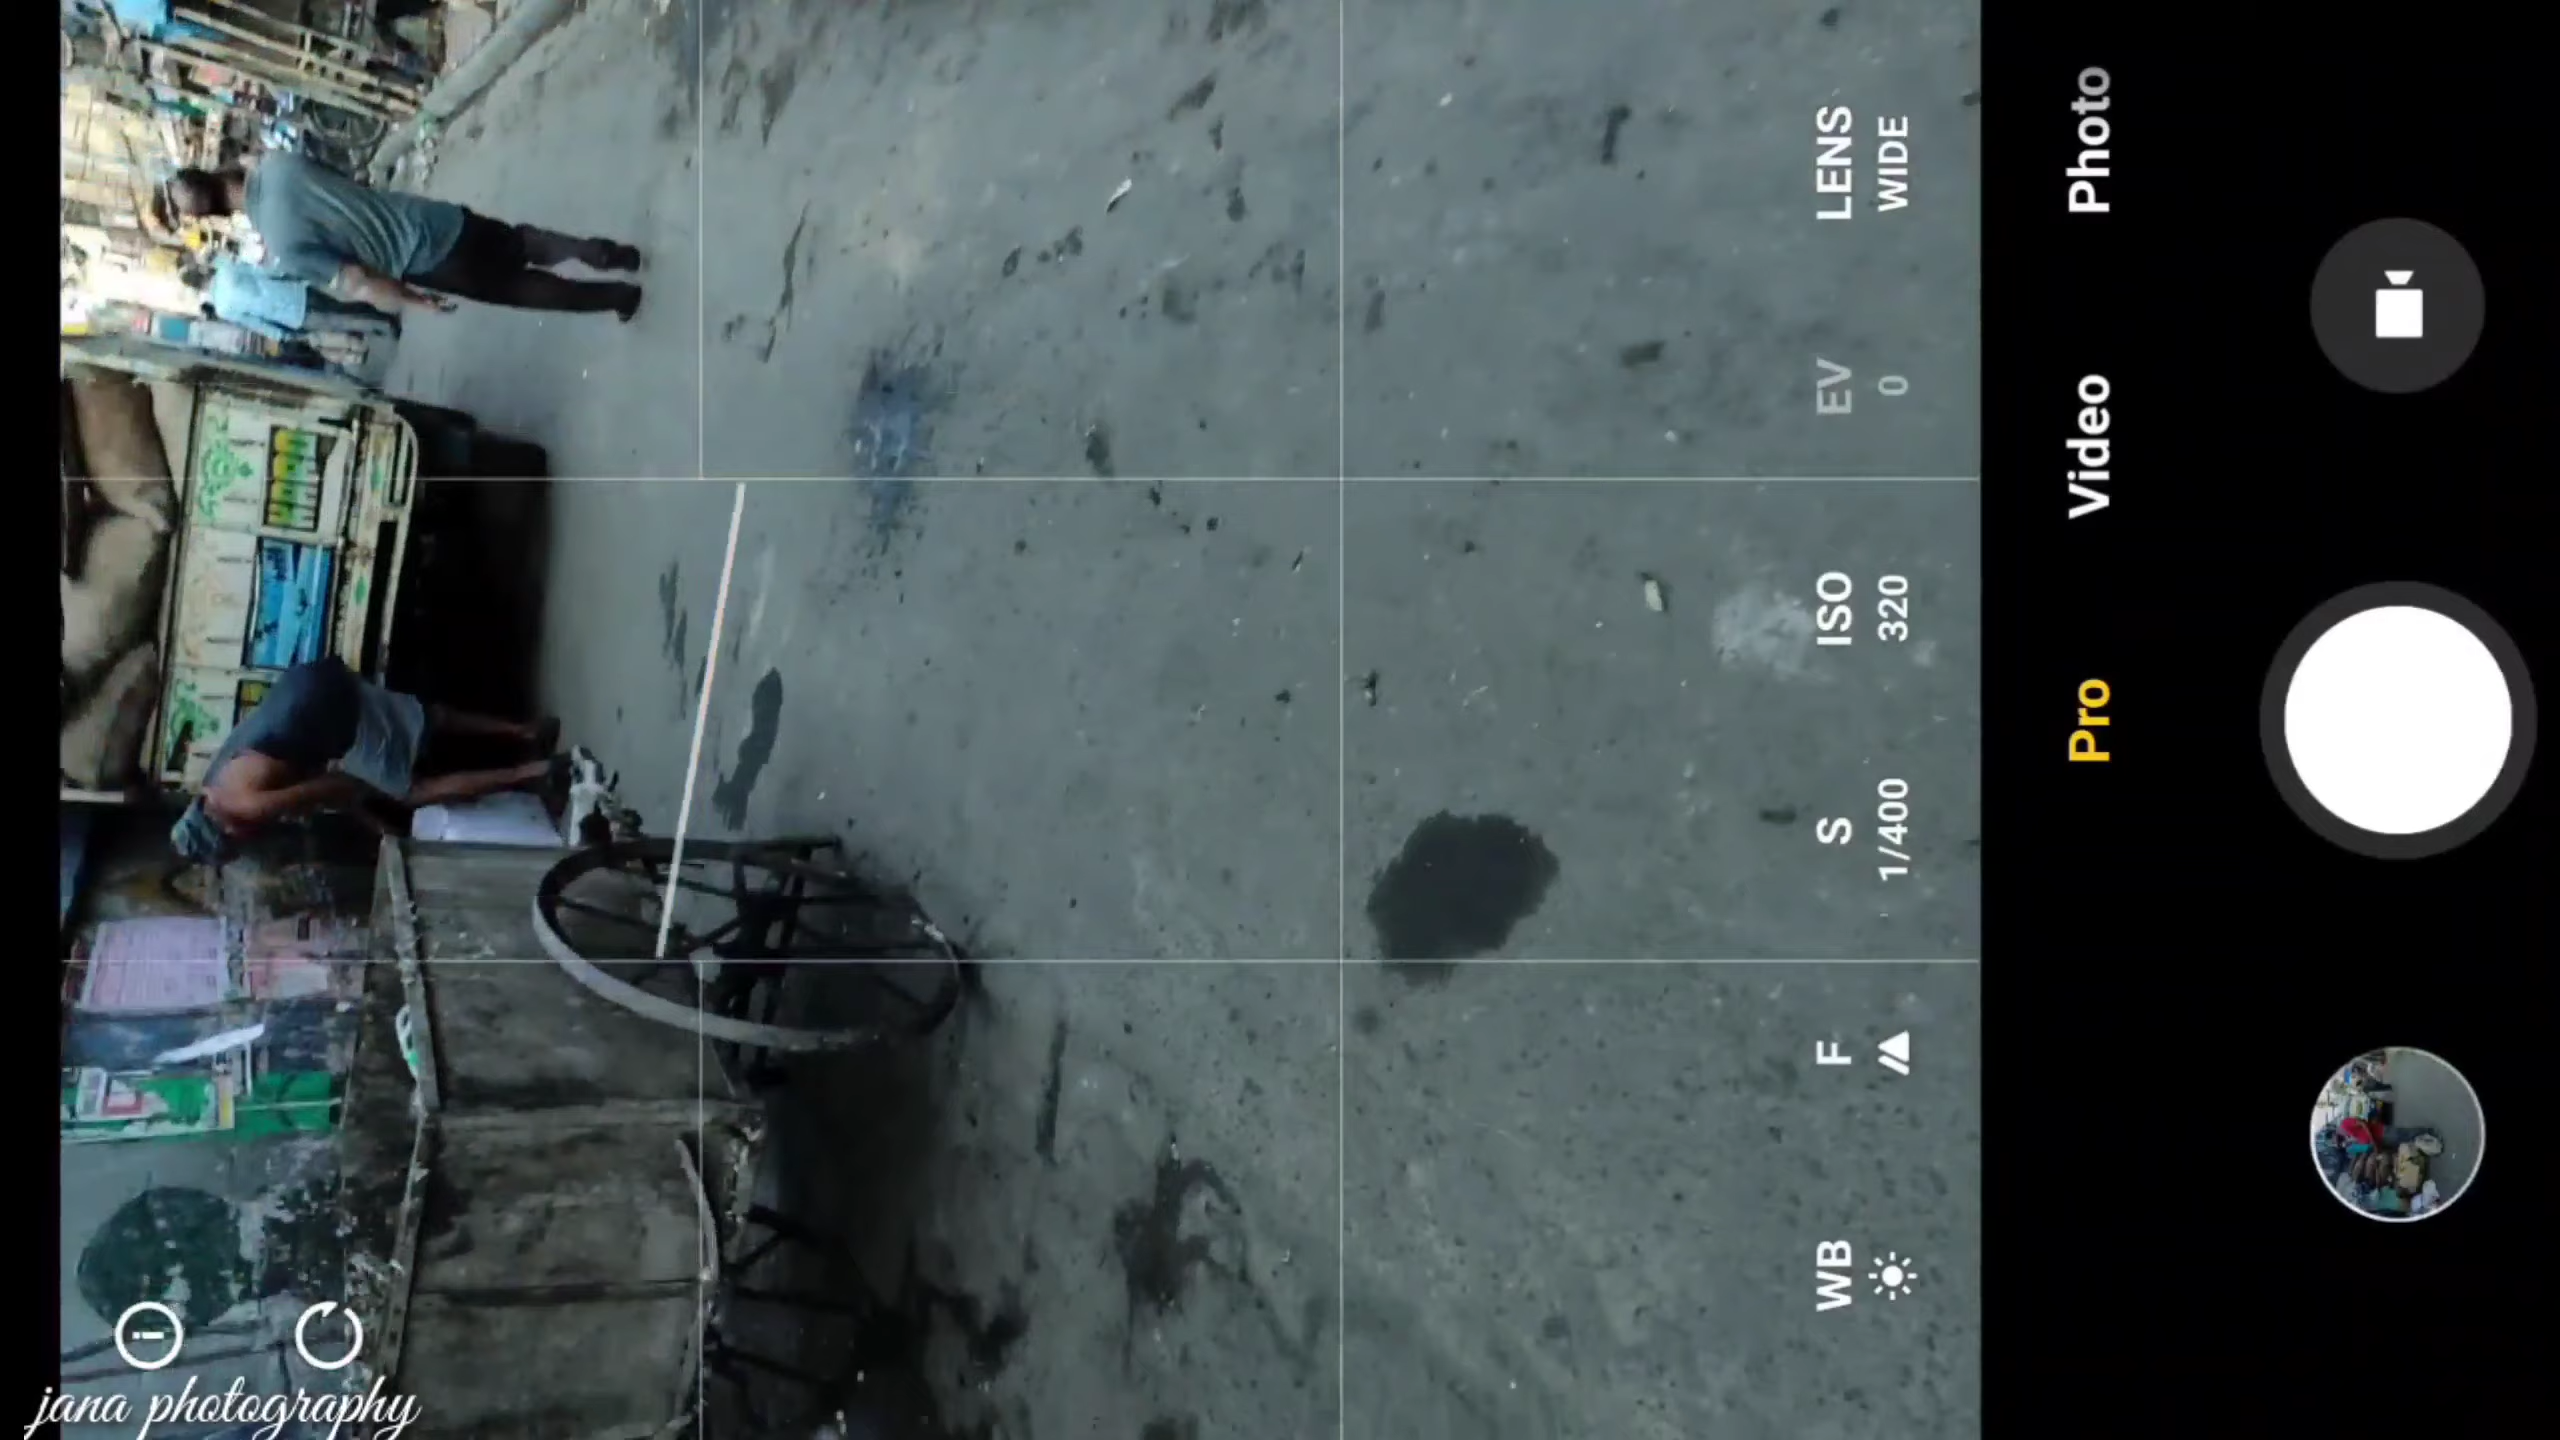 WB
F
S
1/400
ISO
320
EV
0
LENS
WIDE
Pro
Video
Photo
jana photography